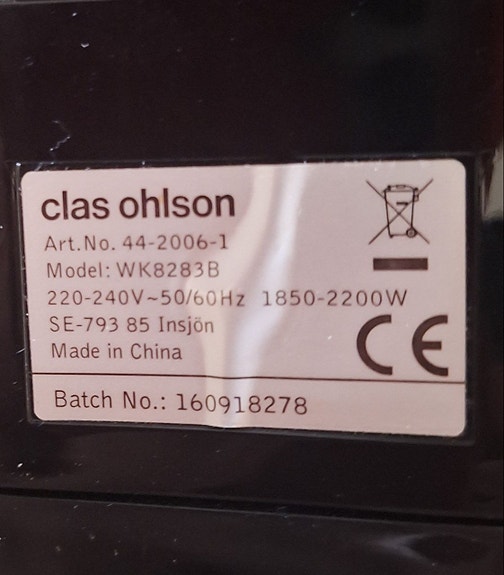 clas ohlson
Art.No. 44-2006-1
Model: WK8283B
220-240V~50/60Hz 1850-2200W
SE-793 85 Insjön
Made in China
CE
Batch No.: 160918278